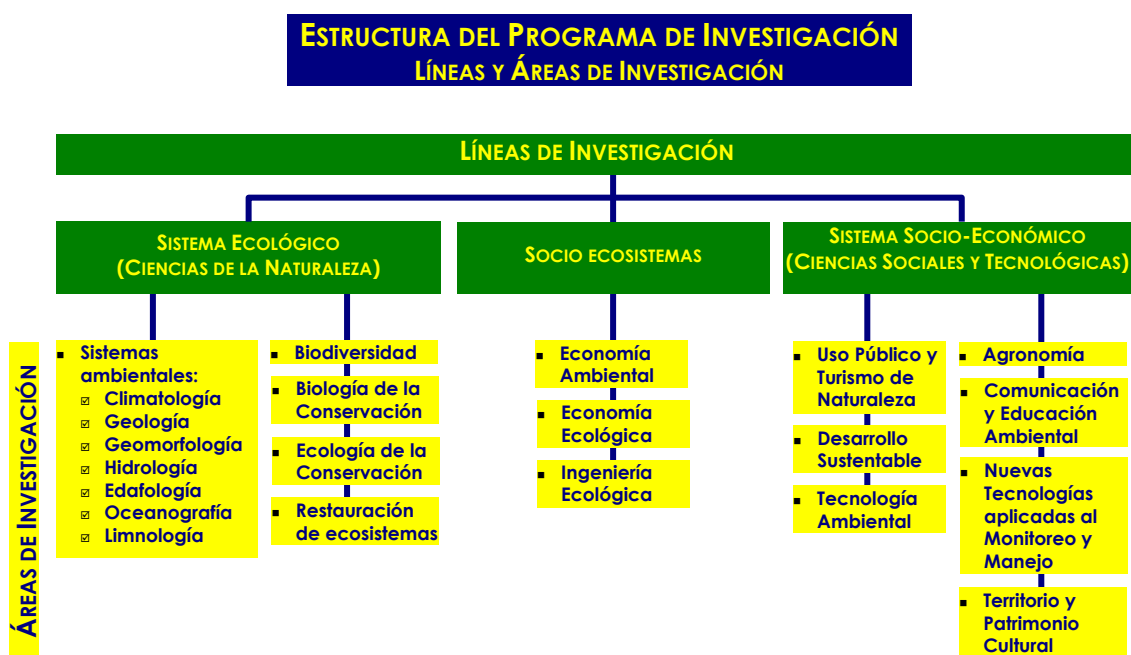 ESTRUCTURA DEL PROGRAMA DE INVESTIGACIÓN
LÍNEAS Y ÁREAS DE INVESTIGACIÓN
LÍNEAS DE INVESTIGACIÓN
SISTEMA ECOLÓGICO
(CIENCIAS DE LA NATURALEZA)
SOCIO ECOSISTEMAS
SISTEMA SOCIO-ECONÓMICO
(CIENCIAS SOCIALES Y TECNOLÓGICAS)
ÁREAS DE INVESTIGACIÓN
Sistemas
ambientales:
Climatología
Geología
Geomorfología
Hidrología
Edafología
Oceanografía
Limnología
Biodiversidad
Biología de la
Conservación
Ecología de la
Conservación
Restauración
de ecosistemas
Economía
Ambiental
Economía
Ecológica
Ingeniería
Ecológica
Uso Público y
Turismo de
Naturaleza
Desarrollo
Sustentable
Tecnología
Ambiental
Agronomía
Comunicación
y Educación
Ambiental
Nuevas
Tecnologías
aplicadas al
Monitoreo y
Manejo
Territorio y
Patrimonio
Cultural